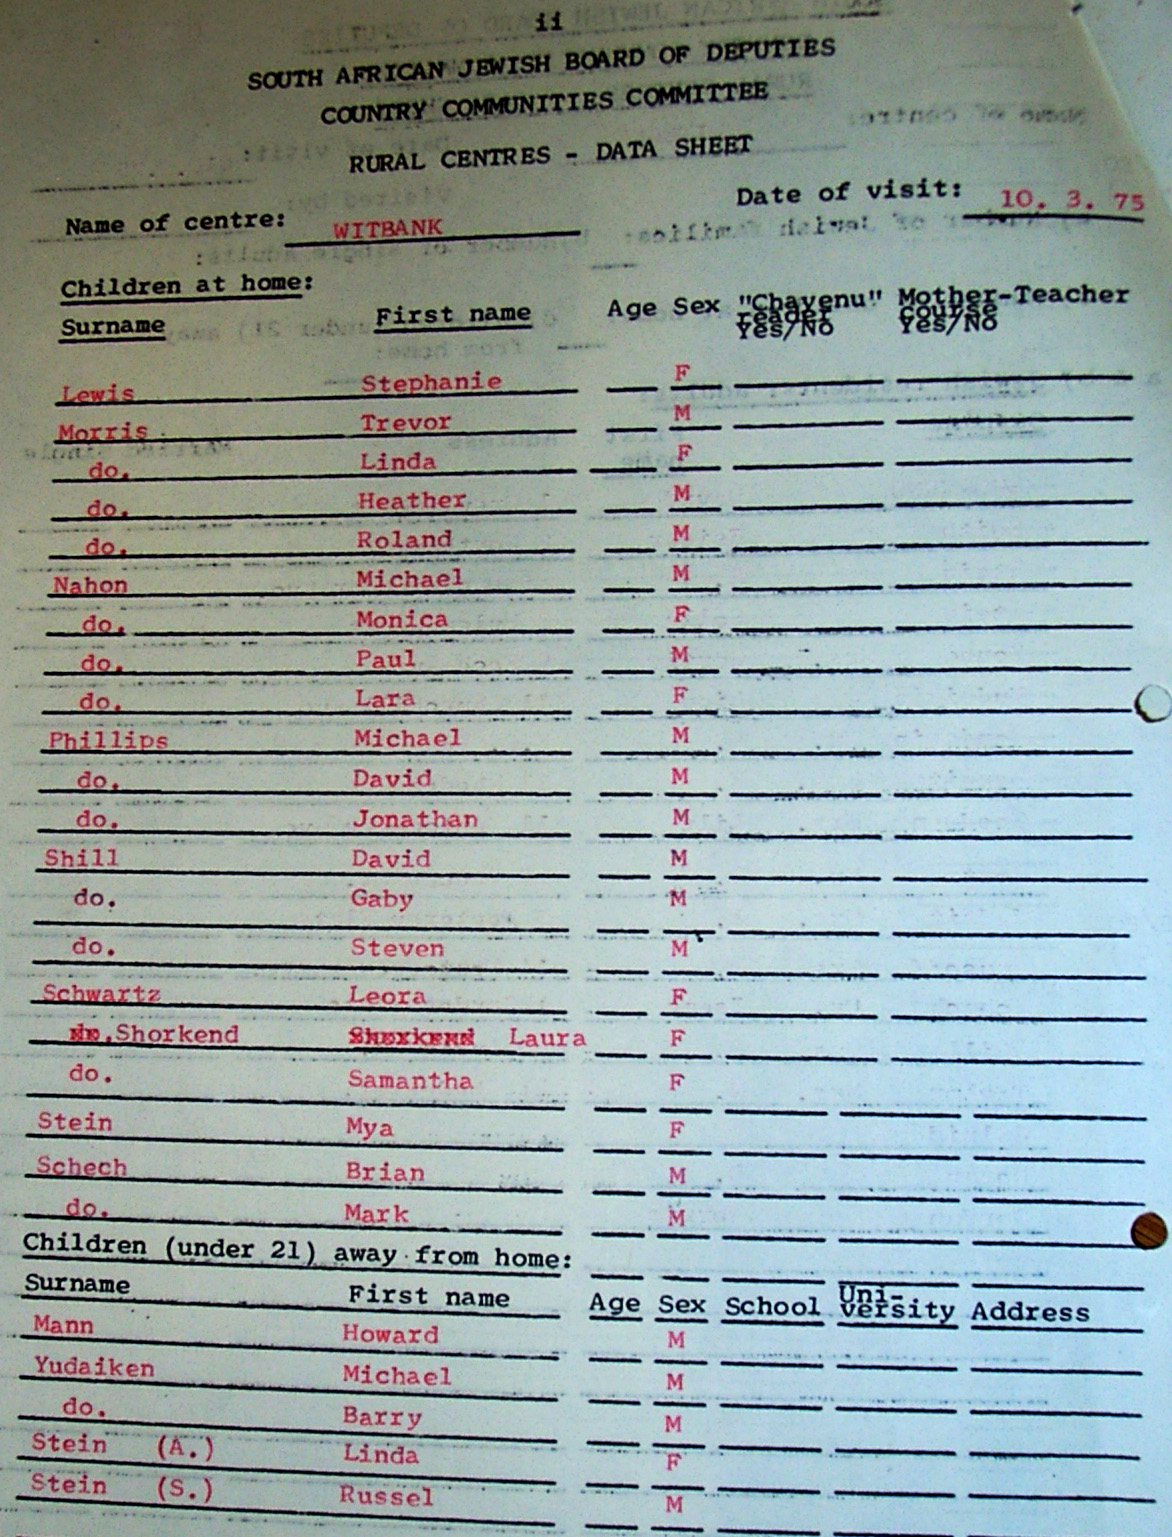 ii
SOUTH AFRICAN JEWISH BOARD OF DEPUTIES
COUNTRY COMMUNITIES COMMITTEE
RURAL CENTRES - DATA SHEET
Name of centre: WITBANK Date of visit: 10. 3. 75
Children at home:
Surname First name Age Sex "Chavenu" reader Yes/No Mother-Teacher course Yes/No
Lewis Stephanie F
Morris Trevor M
do. Linda F
do. Heather M
do. Roland M
Nahon Michael M
do. Monica F
do. Paul M
do. Lara F
Phillips Michael M
do. David M
do. Jonathan M
Shill David M
do. Gaby M
do. Steven M
Schwartz Leora F
Shorkend Laura F
do. Samantha F
Stein Mya F
Schech Brian M
do. Mark M
Children (under 21) away from home:
Surname First name Age Sex School Uni-versity Address
Mann Howard M
Yudaiken Michael M
do. Barry M
Stein (A.) Linda F
Stein (S.) Russel M